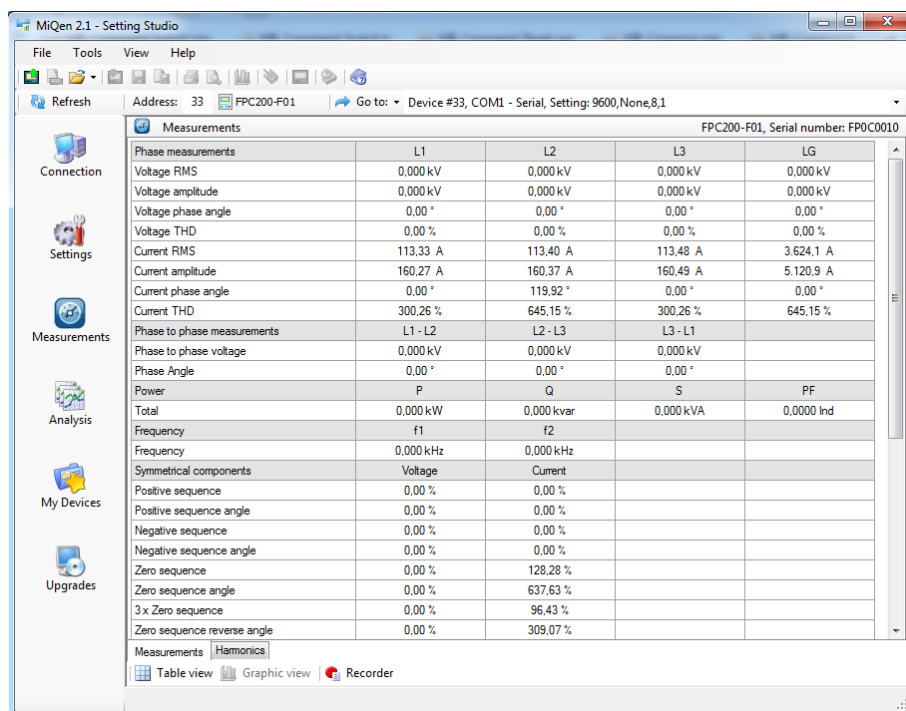 MiQen 2.1 - Setting Studio
File Tools View Help
Refresh Address: 33 FPC200-F01 Go to: Device #33, COM1 - Serial, Setting: 9600,None,8,1
Connection
Settings
Measurements
Analysis
My Devices
Upgrades
Measurements FPC200-F01, Serial number: FP0C0010
Phase measurements L1 L2 L3 LG
Voltage RMS 0,000 kV 0,000 kV 0,000 kV 0,000 kV
Voltage amplitude 0,000 kV 0,000 kV 0,000 kV 0,000 kV
Voltage phase angle 0,00 ° 0,00 ° 0,00 ° 0,00 °
Voltage THD 0,00 % 0,00 % 0,00 % 0,00 %
Current RMS 113,33 A 113,40 A 113,48 A 3.624,1 A
Current amplitude 160,27 A 160,37 A 160,49 A 5.120,9 A
Current phase angle 0,00 ° 119,92 ° 0,00 ° 0,00 °
Current THD 300,26 % 645,15 % 300,26 % 645,15 %
Phase to phase measurements L1 - L2 L2 - L3 L3 - L1
Phase to phase voltage 0,000 kV 0,000 kV 0,000 kV
Phase Angle 0,00 ° 0,00 ° 0,00 °
Power P Q S PF
Total 0,000 kW 0,000 kvar 0,000 kVA 0,0000 Ind
Frequency f1 f2
Frequency 0,000 kHz 0,000 kHz
Symmetrical components Voltage Current
Positive sequence 0,00 % 0,00 %
Positive sequence angle 0,00 % 0,00 %
Negative sequence 0,00 % 0,00 %
Negative sequence angle 0,00 % 0,00 %
Zero sequence 0,00 % 128,28 %
Zero sequence angle 0,00 % 637,63 %
3 x Zero sequence 0,00 % 96,43 %
Zero sequence reverse angle 0,00 % 309,07 %
Measurements Harmonics
Table view Graphic view Recorder